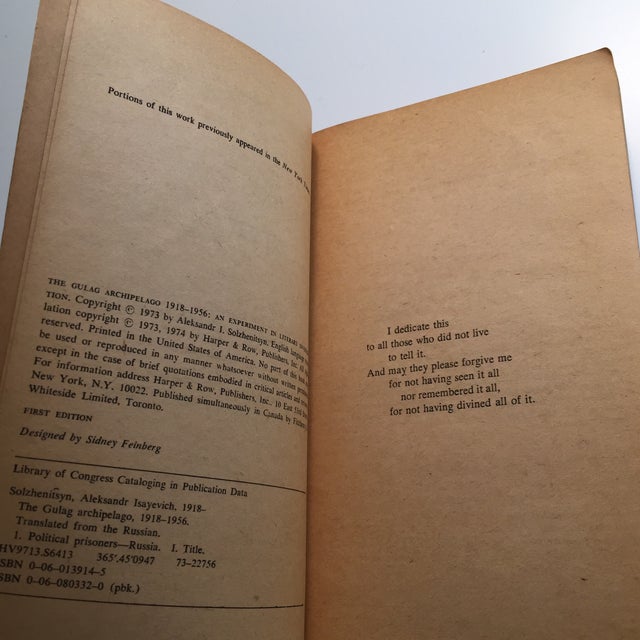 Portions of this work previously appeared in the New York
THE GULAG ARCHIPELAGO 1918–1956: AN EXPERIMENT IN LITERARY
TION. Copyright © 1973 by Aleksandr I. Solzhenitsyn. English language
lation copyright © 1973, 1974 by Harper & Row, Publishers, Inc. All
reserved. Printed in the United States of America. No part of this book
be used or reproduced in any manner whatsoever without written
except in the case of brief quotations embodied in critical articles and
For information address Harper & Row, Publishers, Inc., 10 East 53rd
New York, N.Y. 10022. Published simultaneously in Canada by
Whiteside Limited, Toronto.
FIRST EDITION
Designed by Sidney Feinberg
Library of Congress Cataloging in Publication Data
Solzhenitsyn, Aleksandr Isayevich. 1918–
The Gulag archipelago, 1918–1956.
Translated from the Russian.
1. Political prisoners—Russia. I. Title.
HV9713.S6413 365′.45′0947 73–22756
ISBN 0–06–013914–5
ISBN 0–06–080332–0 (pbk.)
I dedicate this
to all those who did not live
to tell it.
And may they please forgive me
for not having seen it all
nor remembered it all,
for not having divined all of it.